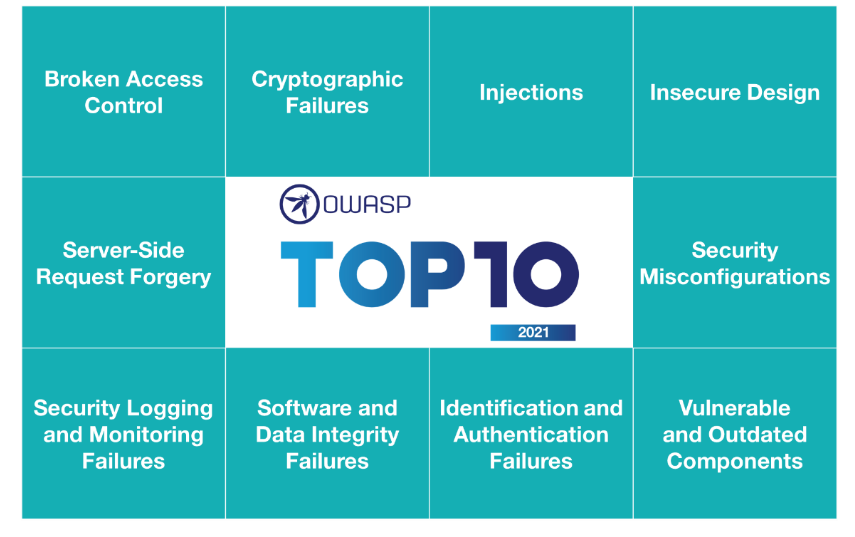 Broken Access
Control
Cryptographic
Failures
Injections
Insecure Design
Server-Side
Request Forgery
OWASP
TOP10
2021
Security
Misconfigurations
Security Logging
and Monitoring
Failures
Software and
Data Integrity
Failures
Identification and
Authentication
Failures
Vulnerable
and Outdated
Components